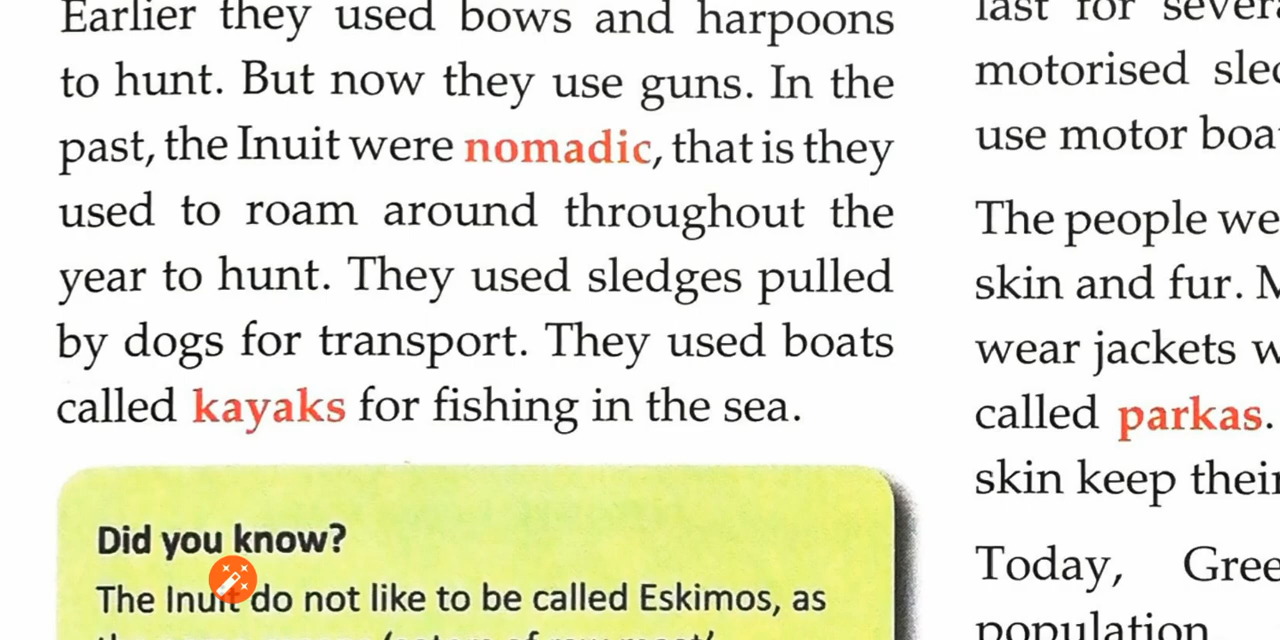 Earlier they used bows and harpoons
to hunt. But now they use guns. In the
past, the Inuit were nomadic, that is they
used to roam around throughout the
year to hunt. They used sledges pulled
by dogs for transport. They used boats
called kayaks for fishing in the sea.
Did you know?
The Inuit do not like to be called Eskimos, as
last for
motorised
use motor
The people
skin and fur.
wear jackets
called parkas.
skin keep their
Today,
population